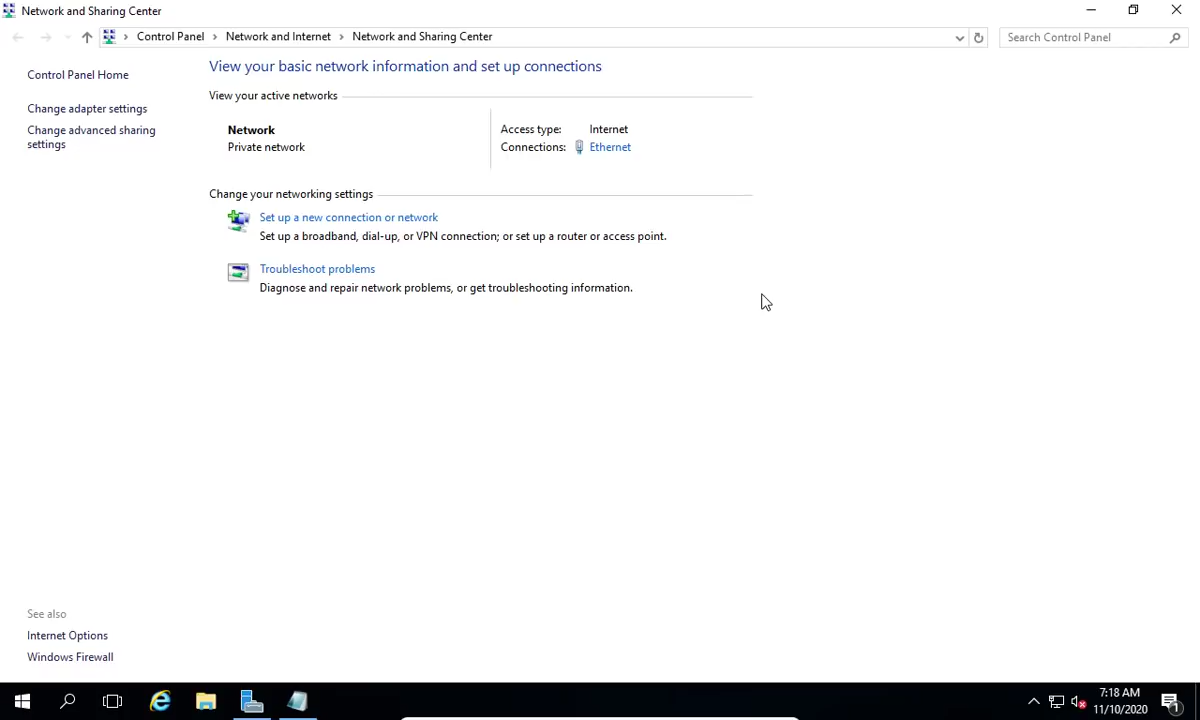 Network and Sharing Center
Control Panel › Network and Internet › Network and Sharing Center
Search Control Panel
Control Panel Home
Change adapter settings
Change advanced sharing
settings
View your basic network information and set up connections
View your active networks
Network
Private network
Access type: Internet
Connections: Ethernet
Change your networking settings
Set up a new connection or network
Set up a broadband, dial-up, or VPN connection; or set up a router or access point.
Troubleshoot problems
Diagnose and repair network problems, or get troubleshooting information.
See also
Internet Options
Windows Firewall
7:18 AM
11/10/2020
1